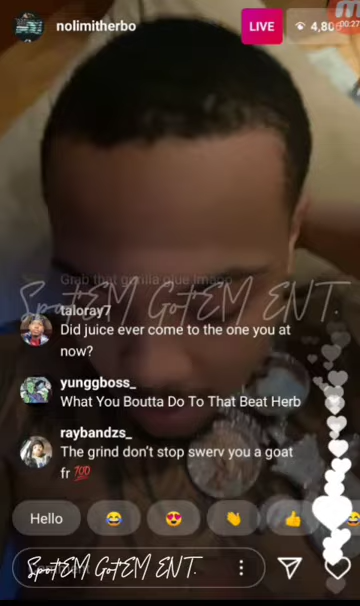 nolimitherbo
LIVE
4,80
00:27
Grab that gorilla glue lmaoo
SpotEM GotEM ENT.
taloray7
Did juice ever come to the one you at
now?
yunggboss_
What You Boutta Do To That Beat Herb
raybandzs_
The grind don't stop swerv you a goat
fr 💯
Hello 😂 😍 👏 👍 😂
SpotEM GotEM ENT.